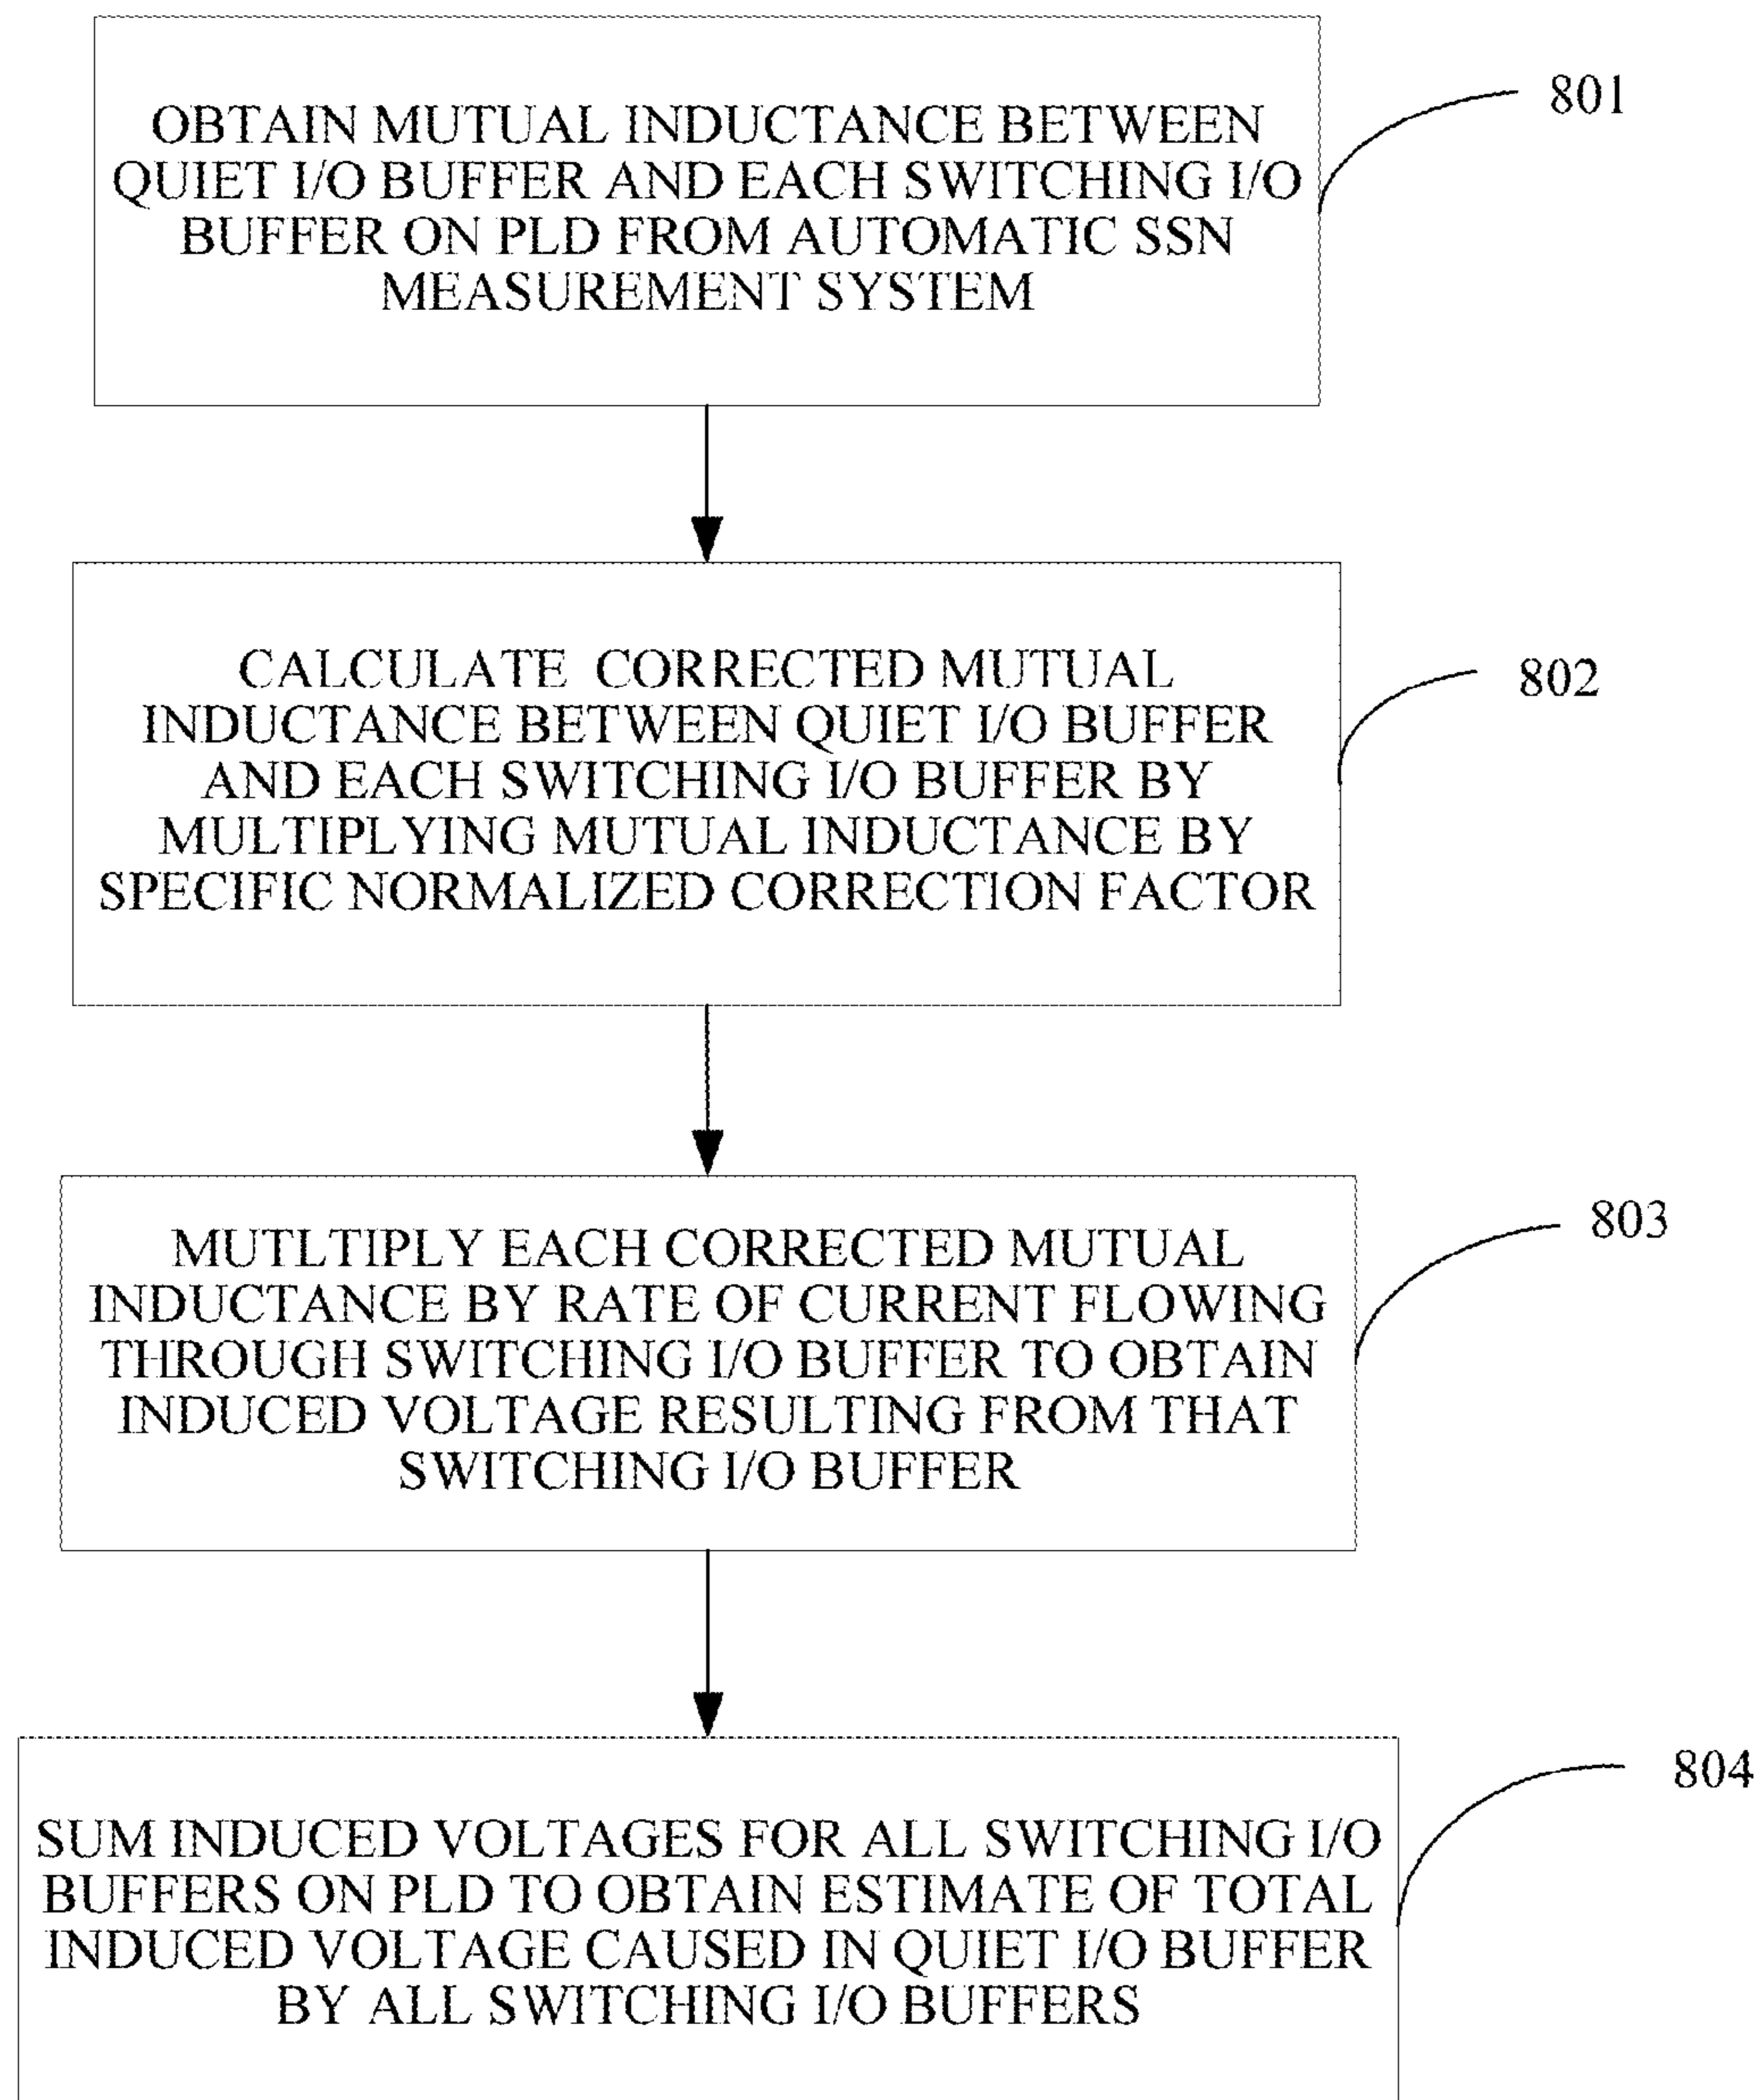 OBTAIN MUTUAL INDUCTANCE BETWEEN
QUIET I/O BUFFER AND EACH SWITCHING I/O
BUFFER ON PLD FROM AUTOMATIC SSN
MEASUREMENT SYSTEM
801
CALCULATE CORRECTED MUTUAL
INDUCTANCE BETWEEN QUIET I/O BUFFER
AND EACH SWITCHING I/O BUFFER BY
MULTIPLYING MUTUAL INDUCTANCE BY
SPECIFIC NORMALIZED CORRECTION FACTOR
802
MUTLTIPLY EACH CORRECTED MUTUAL
INDUCTANCE BY RATE OF CURRENT FLOWING
THROUGH SWITCHING I/O BUFFER TO OBTAIN
INDUCED VOLTAGE RESULTING FROM THAT
SWITCHING I/O BUFFER
803
SUM INDUCED VOLTAGES FOR ALL SWITCHING I/O
BUFFERS ON PLD TO OBTAIN ESTIMATE OF TOTAL
INDUCED VOLTAGE CAUSED IN QUIET I/O BUFFER
BY ALL SWITCHING I/O BUFFERS
804